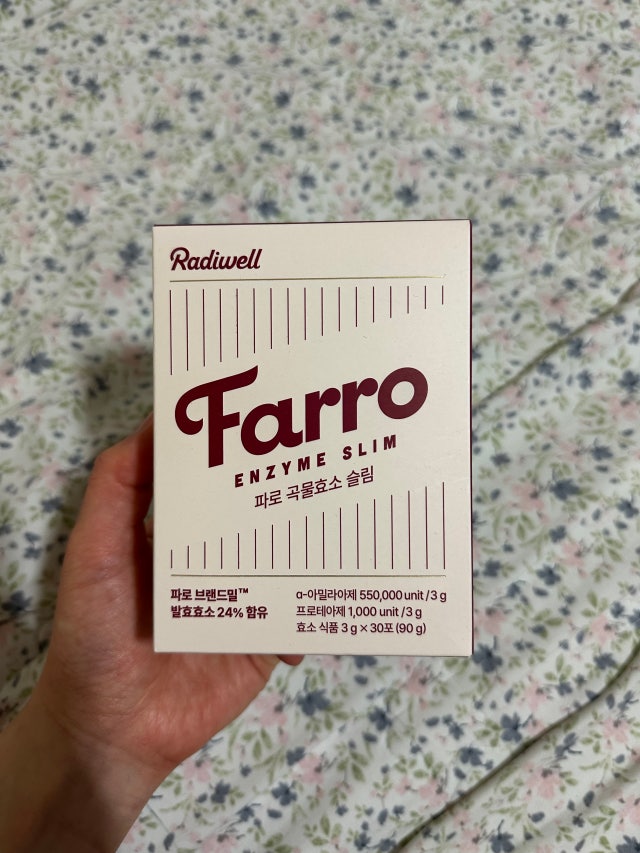 Radiwell
Farro
ENZYME SLIM
파로 곡물효소 슬림
파로 브랜드밀™
발효효소 24% 함유
α-아밀라아제 550,000 unit / 3 g
프로테아제 1,000 unit / 3 g
효소 식품 3 g × 30포 (90 g)